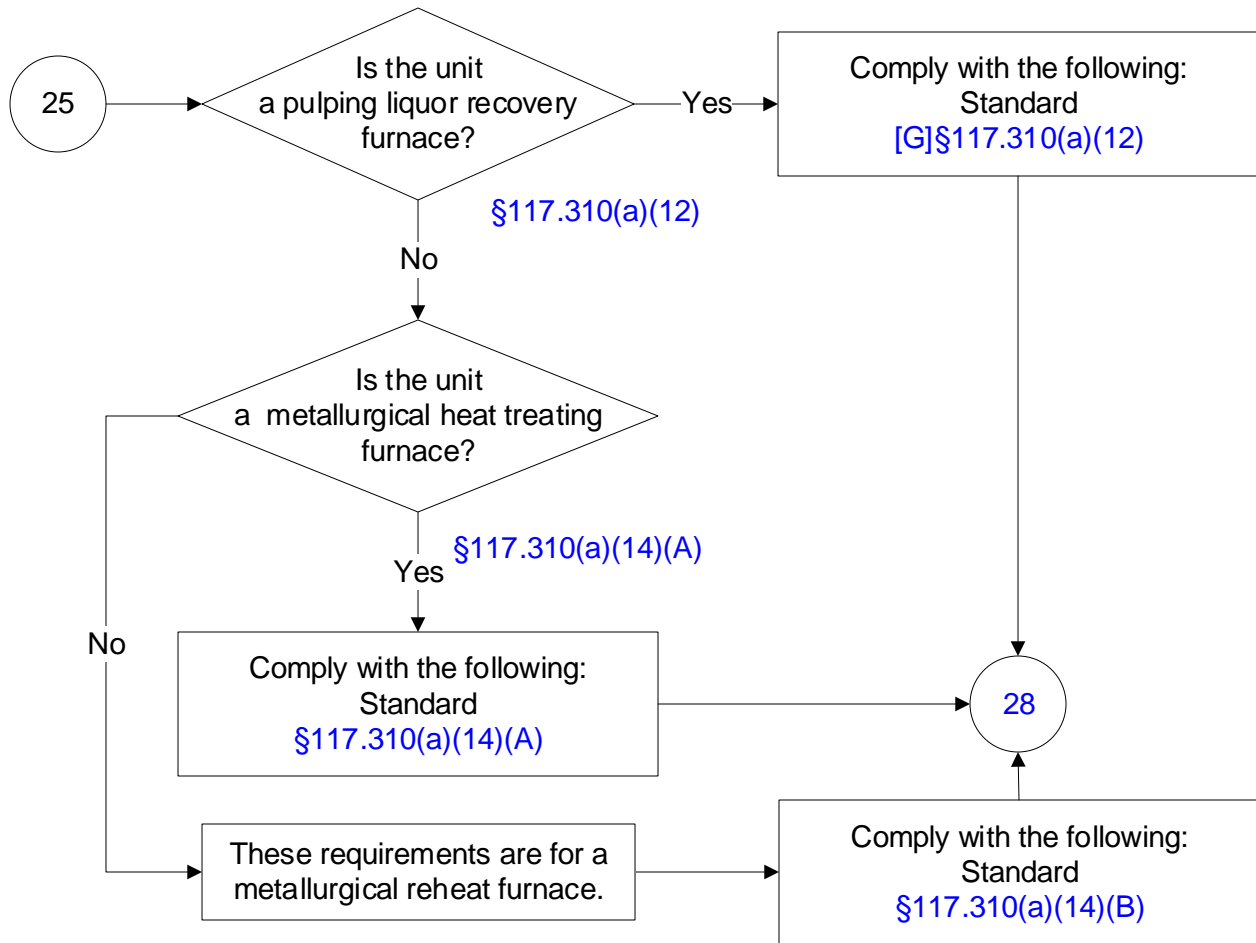 25
Is the unit
a pulping liquor recovery
furnace?
Yes
Comply with the following:
Standard
[G]§117.310(a)(12)
§117.310(a)(12)
No
Is the unit
a metallurgical heat treating
furnace?
§117.310(a)(14)(A)
Yes
No
Comply with the following:
Standard
§117.310(a)(14)(A)
28
These requirements are for a
metallurgical reheat furnace.
Comply with the following:
Standard
§117.310(a)(14)(B)